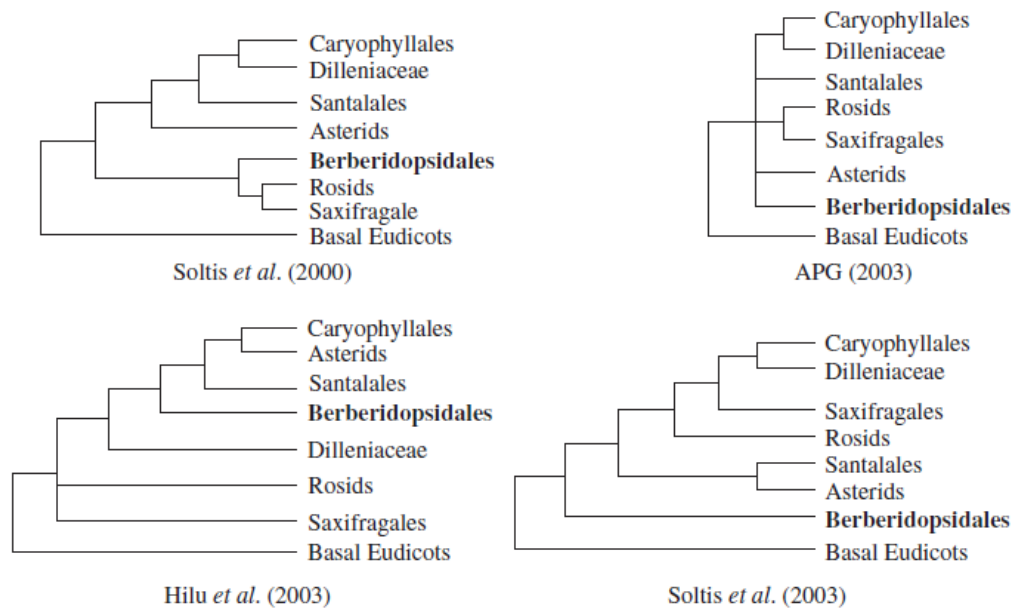 Caryophyllales
Dilleniaceae
Santalales
Asterids
Berberidopsidales
Rosids
Saxifragale
Basal Eudicots
Soltis et al. (2000)
Caryophyllales
Dilleniaceae
Santalales
Rosids
Saxifragales
Asterids
Berberidopsidales
Basal Eudicots
APG (2003)
Caryophyllales
Asterids
Santalales
Berberidopsidales
Dilleniaceae
Rosids
Saxifragales
Basal Eudicots
Hilu et al. (2003)
Caryophyllales
Dilleniaceae
Saxifragales
Rosids
Santalales
Asterids
Berberidopsidales
Basal Eudicots
Soltis et al. (2003)